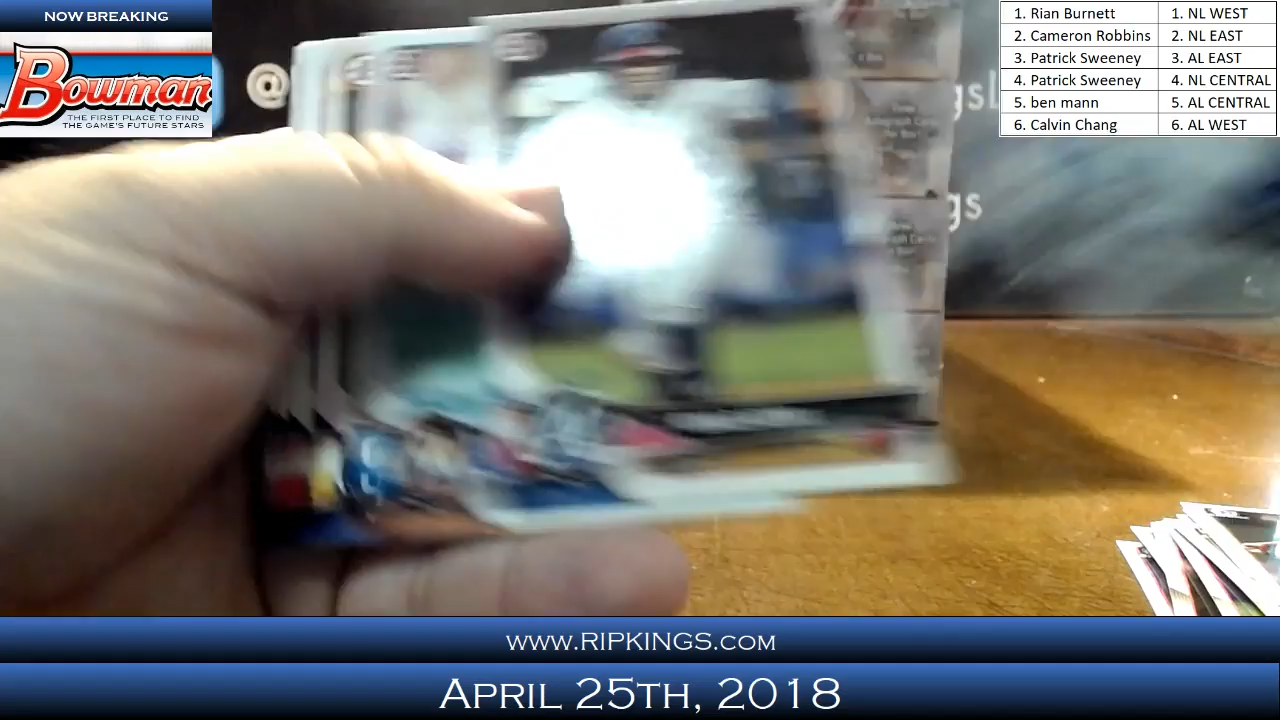 NOW BREAKING
Bowman
THE FIRST PLACE TO FIND
THE GAME'S FUTURE STARS
@
1. Rian Burnett 1. NL WEST
2. Cameron Robbins 2. NL EAST
3. Patrick Sweeney 3. AL EAST
4. Patrick Sweeney 4. NL CENTRAL
5. ben mann 5. AL CENTRAL
6. Calvin Chang 6. AL WEST
WWW.RIPKINGS.COM
APRIL 25TH, 2018